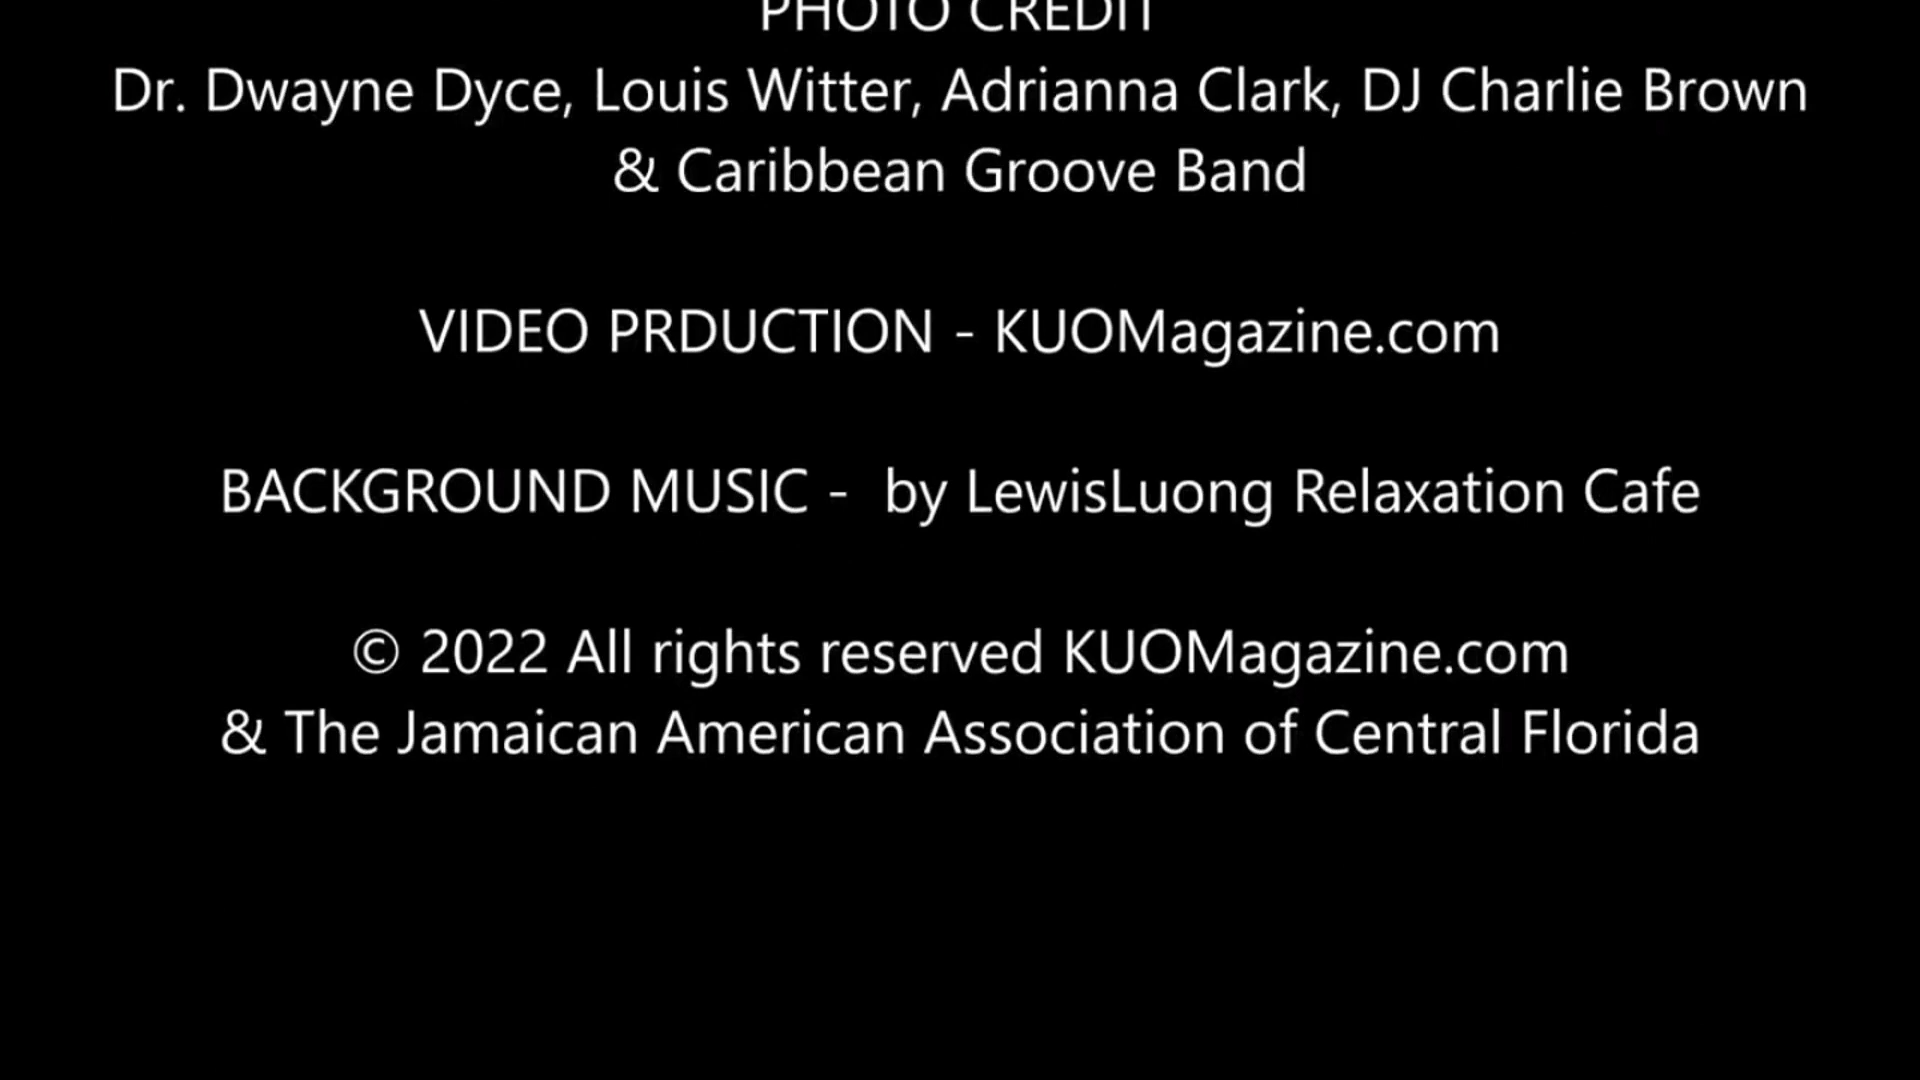 PHOTO CREDIT
Dr. Dwayne Dyce, Louis Witter, Adrianna Clark, DJ Charlie Brown
& Caribbean Groove Band
VIDEO PRDUCTION - KUOMagazine.com
BACKGROUND MUSIC -  by LewisLuong Relaxation Cafe
© 2022 All rights reserved KUOMagazine.com
& The Jamaican American Association of Central Florida